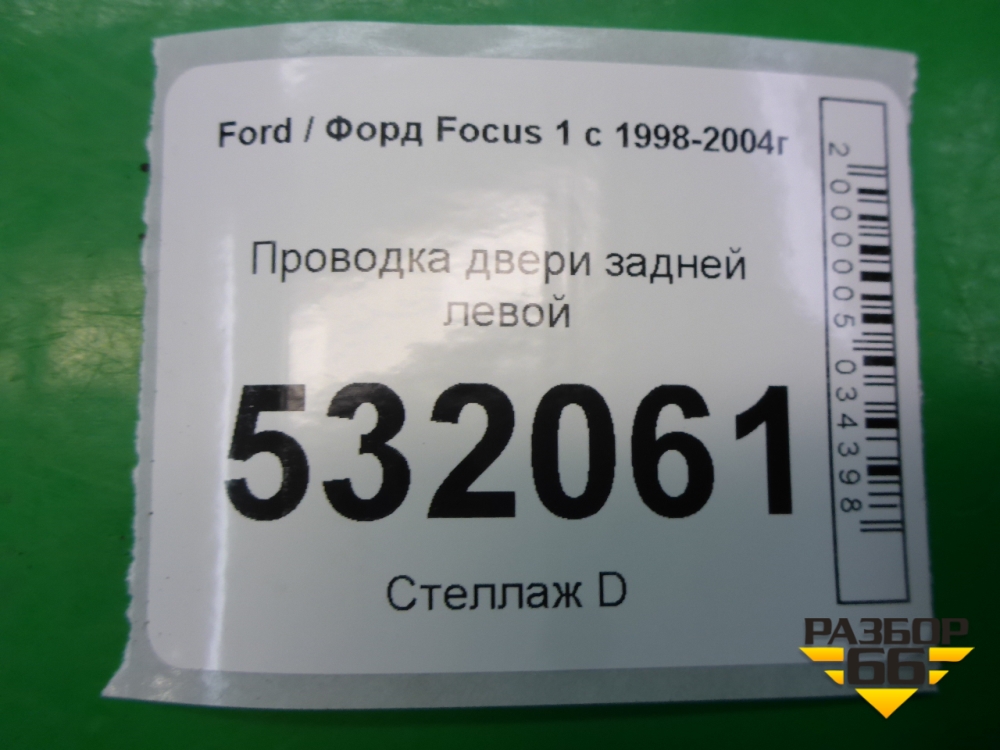 Ford / Форд Focus 1 с 1998-2004г
Проводка двери задней
левой
532061
Стеллаж D
2000005034398
РАЗБОР
66